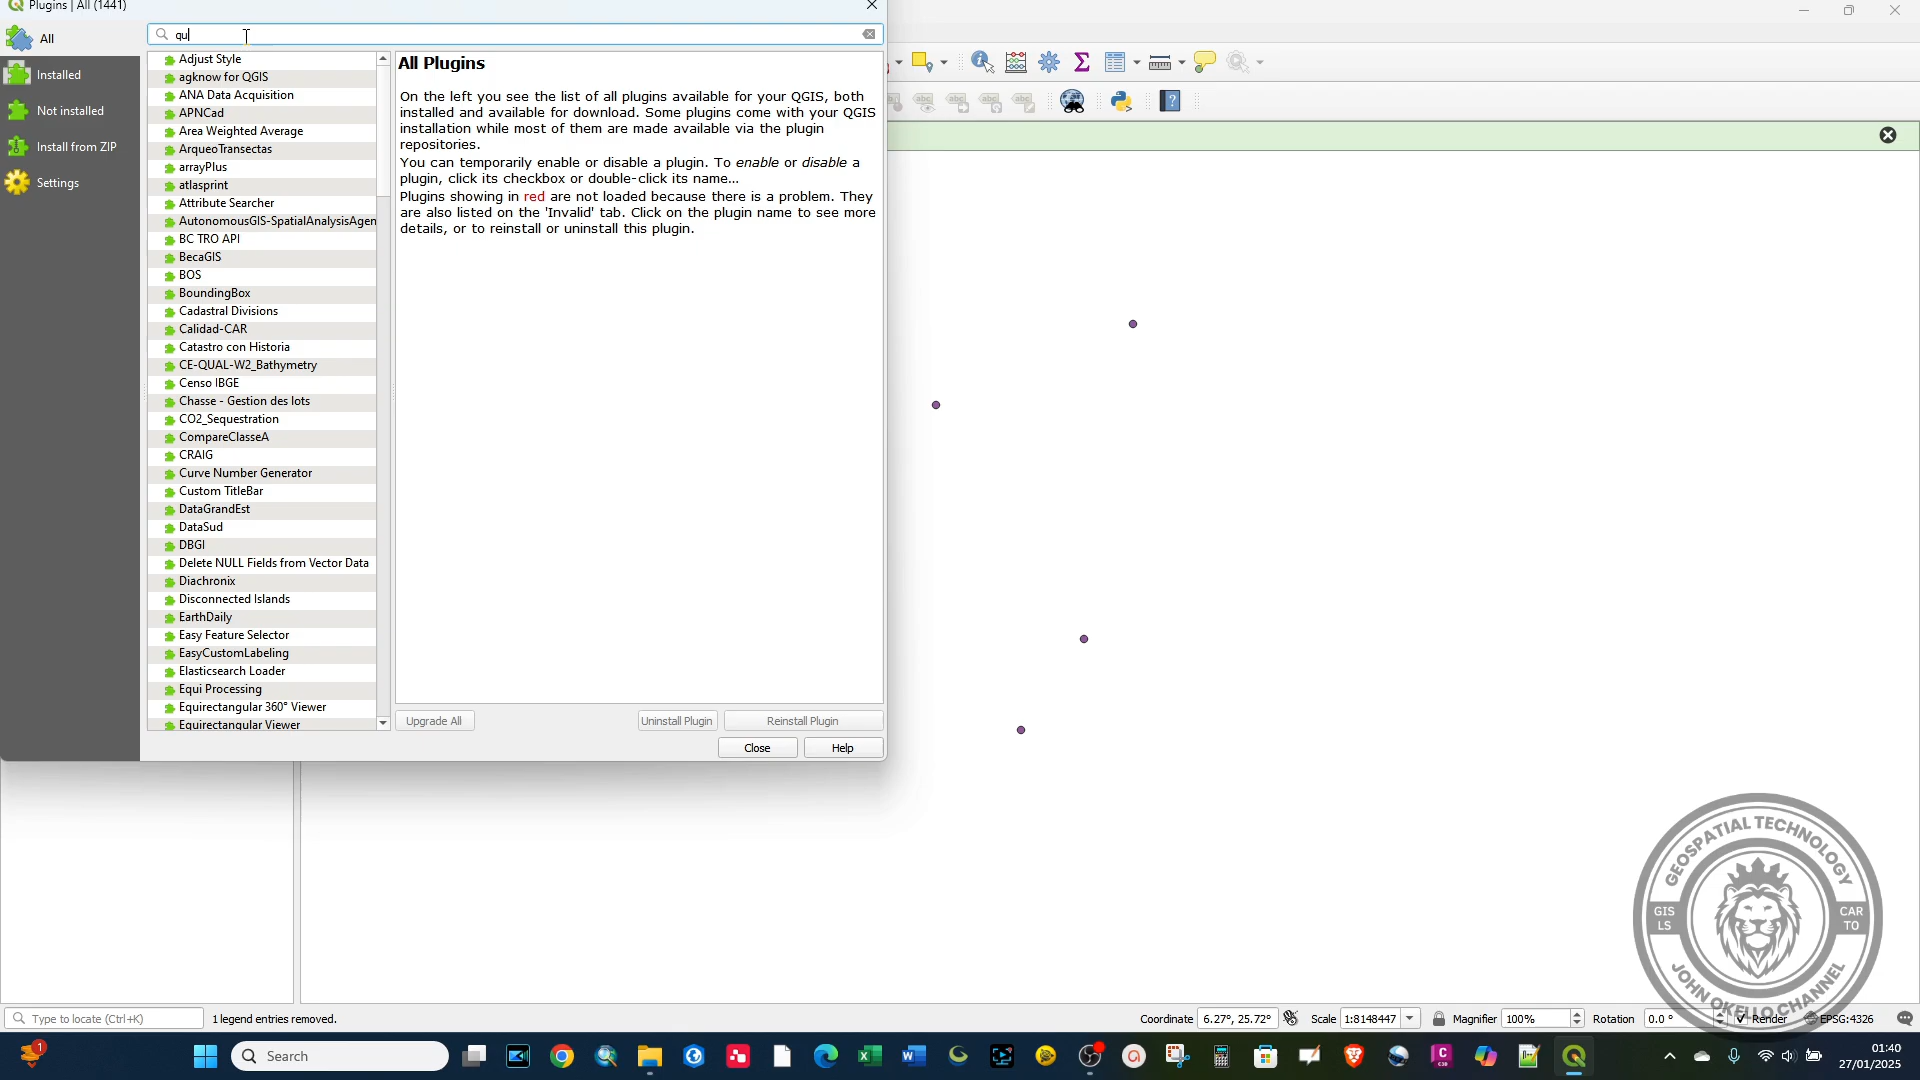 Plugins | All (1441)
qu
All
Installed
Not installed
Install from ZIP
Settings
Adjust Style
agknow for QGIS
ANA Data Acquisition
APNCad
Area Weighted Average
ArqueoTransectas
arrayPlus
atlasprint
Attribute Searcher
AutonomousGIS-SpatialAnalysisAgen
BC TRO API
BecaGIS
BOS
BoundingBox
Cadastral Divisions
Calidad-CAR
Catastro con Historia
CE-QUAL-W2_Bathymetry
Censo IBGE
Chasse - Gestion des lots
CO2_Sequestration
CompareClasseA
CRAIG
Curve Number Generator
Custom TitleBar
DataGrandEst
DataSud
DBGI
Delete NULL Fields from Vector Data
Diachronix
Disconnected Islands
EarthDaily
Easy Feature Selector
EasyCustomLabeling
Elasticsearch Loader
Equi Processing
Equirectangular 360° Viewer
Equirectangular Viewer
All Plugins
On the left you see the list of all plugins available for your QGIS, both
installed and available for download. Some plugins come with your QGIS
installation while most of them are made available via the plugin
repositories.
You can temporarily enable or disable a plugin. To enable or disable a
plugin, click its checkbox or double-click its name...
Plugins showing in red are not loaded because there is a problem. They
are also listed on the 'Invalid' tab. Click on the plugin name to see more
details, or to reinstall or uninstall this plugin.
Upgrade All
Uninstall Plugin
Reinstall Plugin
Close
Help
GEOSPATIAL TECHNOLOGY
GIS
LS
CAR
TO
JOHN OKELLO CHANNEL
Type to locate (Ctrl+K)
1 legend entries removed.
Coordinate 6.27°, 25.72°
Scale 1:8148447
Magnifier 100%
Rotation 0.0 °
Render
EPSG:4326
1
Search
01:40
27/01/2025